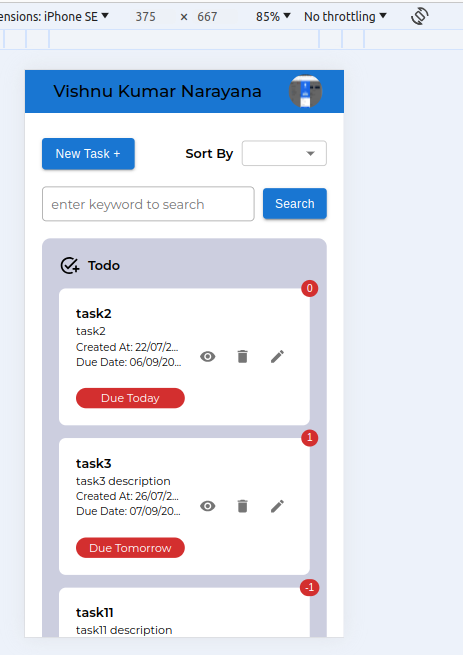 ensions: iPhone SE ▼ 375 × 667 85% ▼ No throttling ▼
Vishnu Kumar Narayana
New Task +
Sort By
enter keyword to search
Search
Todo
0
task2
task2
Created At: 22/07/2...
Due Date: 06/09/20...
Due Today
1
task3
task3 description
Created At: 26/07/2...
Due Date: 07/09/20...
Due Tomorrow
-1
task11
task11 description